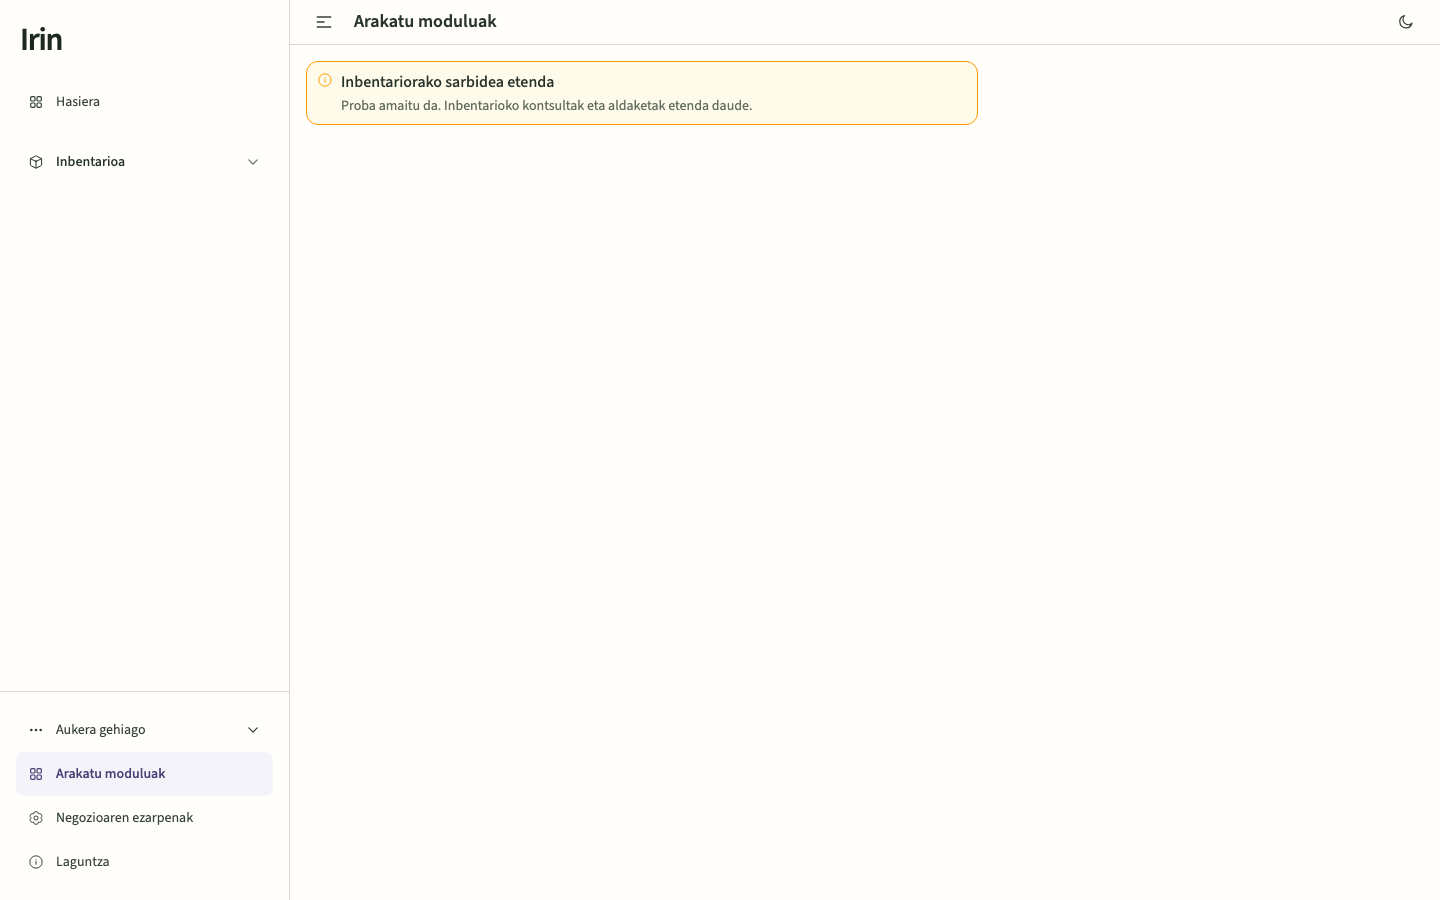 Irin
Hasiera
Inbentarioa
Aukera gehiago
Arakatu moduluak
Negozioaren ezarpenak
Laguntza
Arakatu moduluak
Inbentariorako sarbidea etenda
Proba amaitu da. Inbentarioko kontsultak eta aldaketak etenda daude.